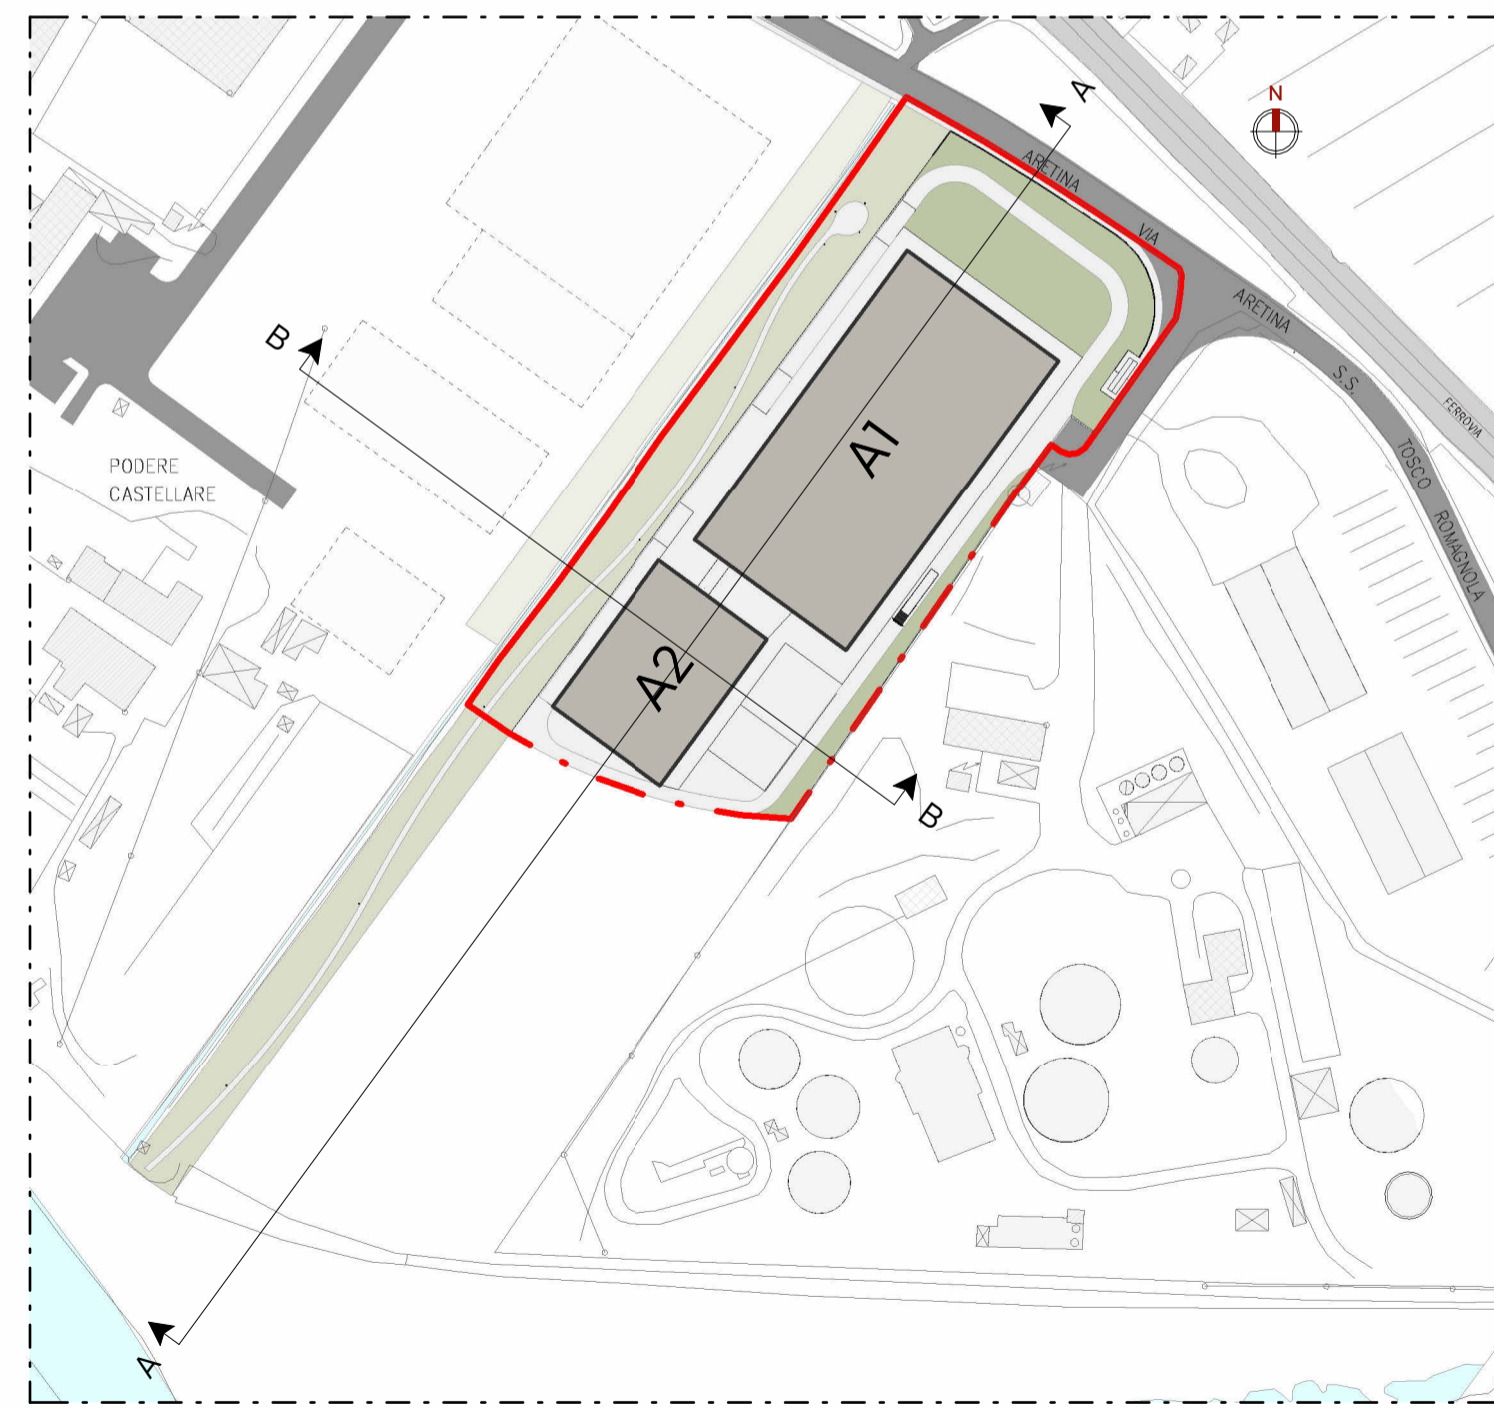 A
N
ARETINA
VIA
ARETINA
S.S.
FERROVIA
TOSCO
ROMAGNOLA
B
A1
PODERE
CASTELLARE
A2
B
A